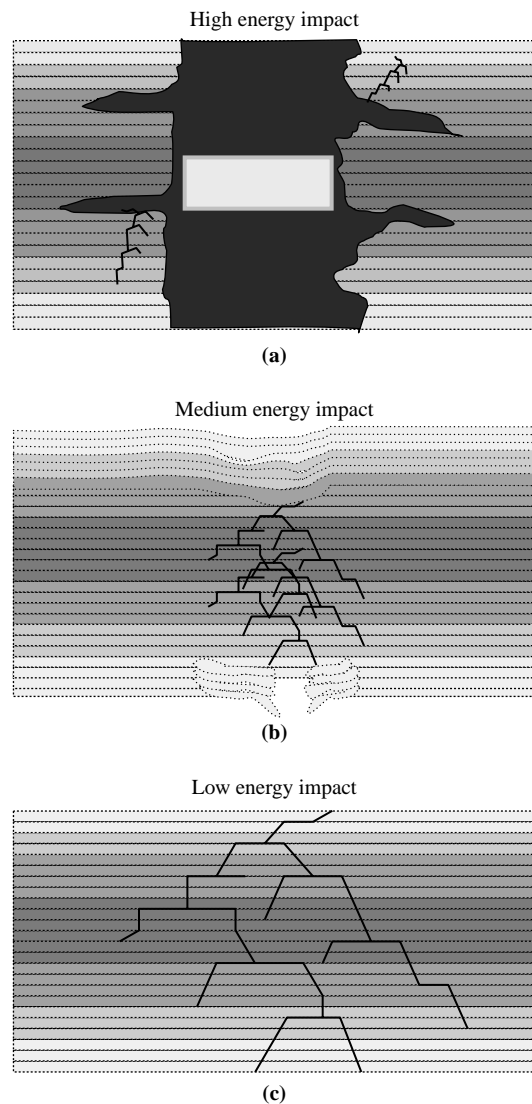 High energy impact
(a)
Medium energy impact
(b)
Low energy impact
(c)